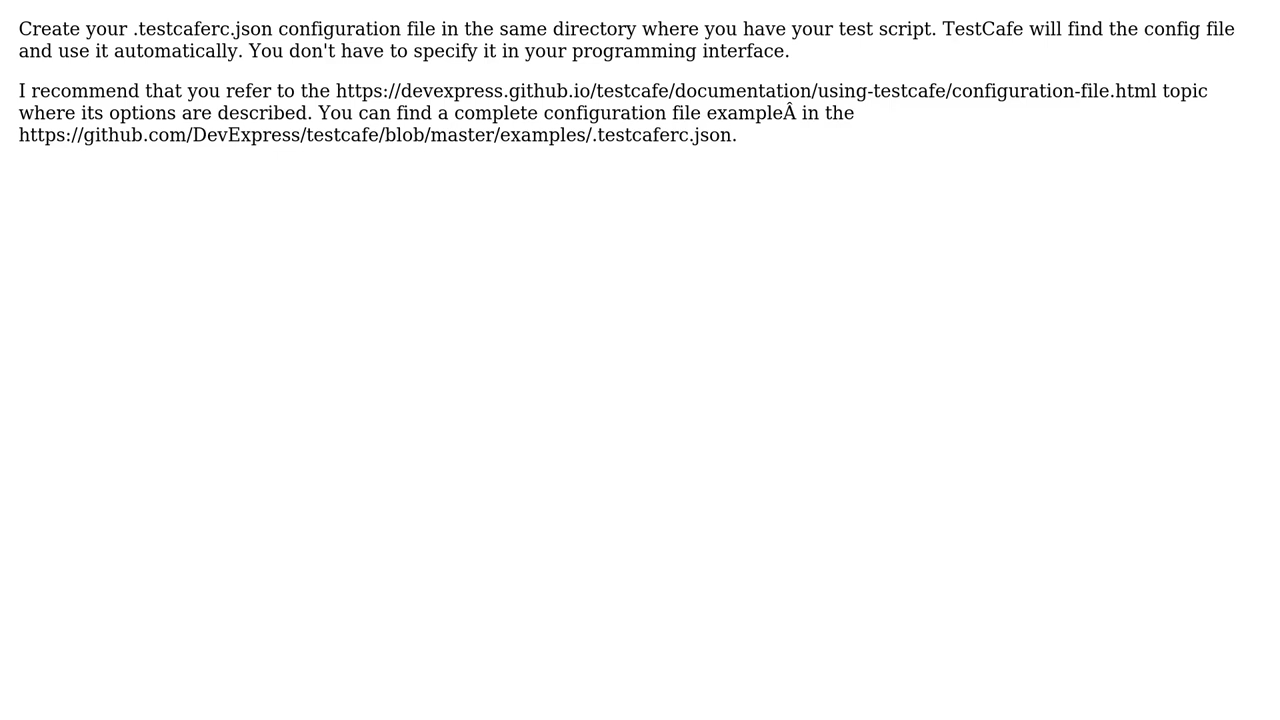 Create your .testcaferc.json configuration file in the same directory where you have your test script. TestCafe will find the config file
and use it automatically. You don't have to specify it in your programming interface.
I recommend that you refer to the https://devexpress.github.io/testcafe/documentation/using-testcafe/configuration-file.html topic
where its options are described. You can find a complete configuration file exampleÂ in the
https://github.com/DevExpress/testcafe/blob/master/examples/.testcaferc.json.